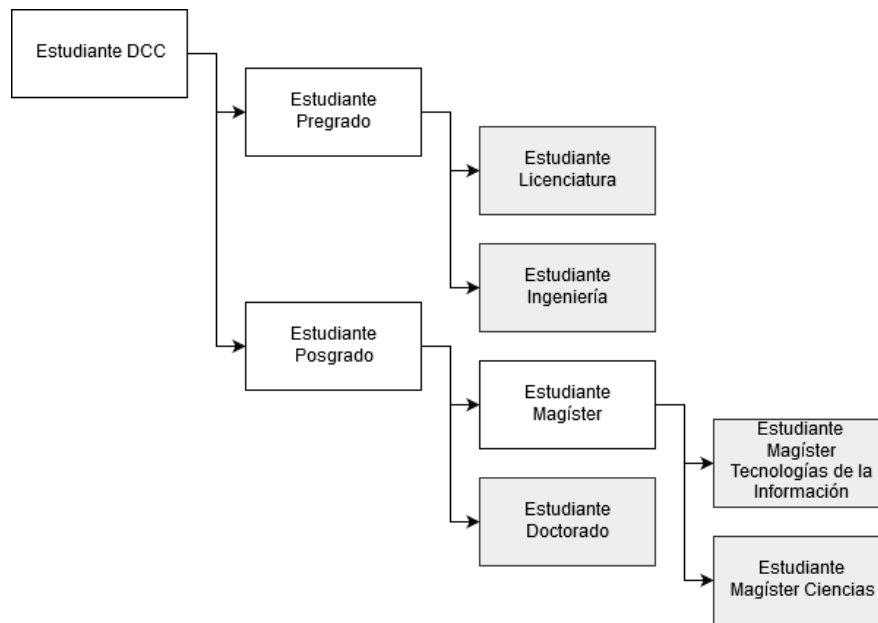 Estudiante DCC
Estudiante
Pregrado
Estudiante
Licenciatura
Estudiante
Ingeniería
Estudiante
Posgrado
Estudiante
Magíster
Estudiante
Magíster
Tecnologías de la
Información
Estudiante
Doctorado
Estudiante
Magíster Ciencias